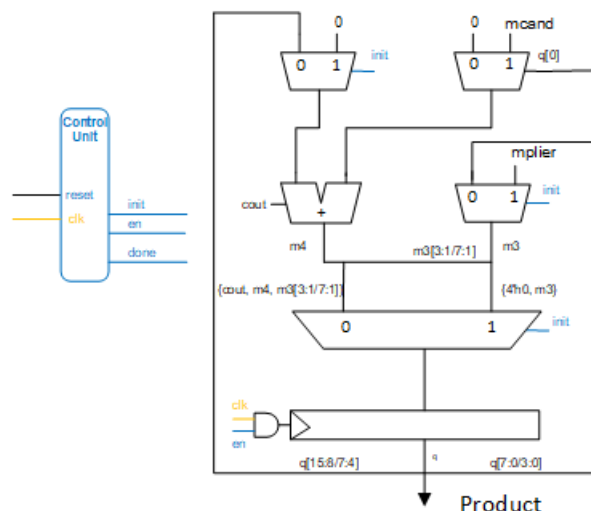 0
0
mcand
0 1
init
0 1
q[0]
Control
Unit
reset
clk
init
en
done
mplier
cout
+
0 1
init
m4
m3[3:1/7:1]
m3
{cout, m4, m3[3:1/7:1]}
{4'h0, m3}
0 1
init
clk
en
q[15:8/7:4]
q
q[7:0/3:0]
Product